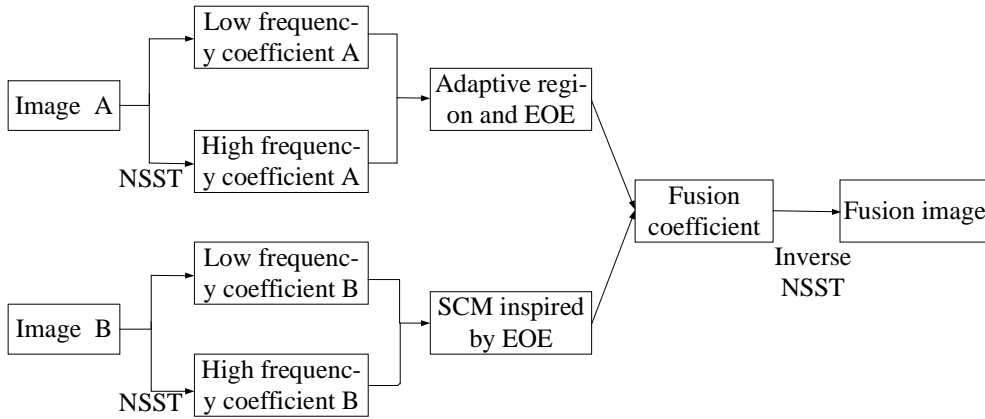 Low frequenc-
y coefficient A
Image A
High frequenc-
y coefficient A
NSST
Adaptive regi-
on and EOE
Low frequenc-
y coefficient B
Image B
High frequenc-
y coefficient B
NSST
SCM inspired
by EOE
Fusion
coefficient
Inverse
NSST
Fusion image